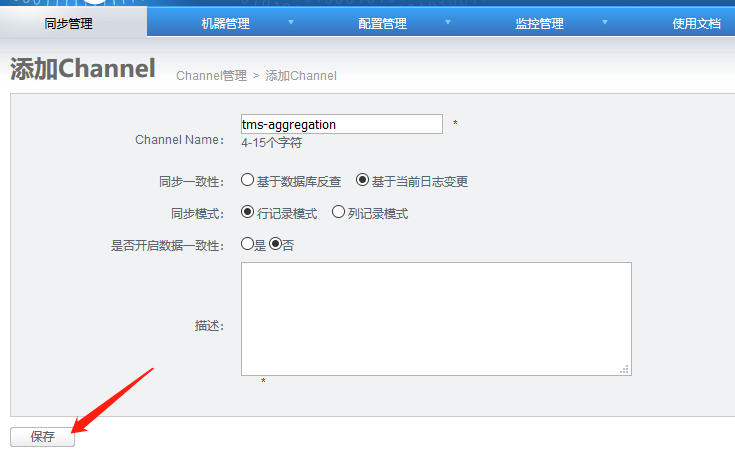 同步管理 机器管理 配置管理 监控管理 使用文档
添加Channel Channel管理 > 添加Channel
Channel Name： tms-aggregation *
4-15个字符
同步一致性： 基于数据库反查 基于当前日志变更
同步模式： 行记录模式 列记录模式
是否开启数据一致性： 是 否
描述：
*
保存